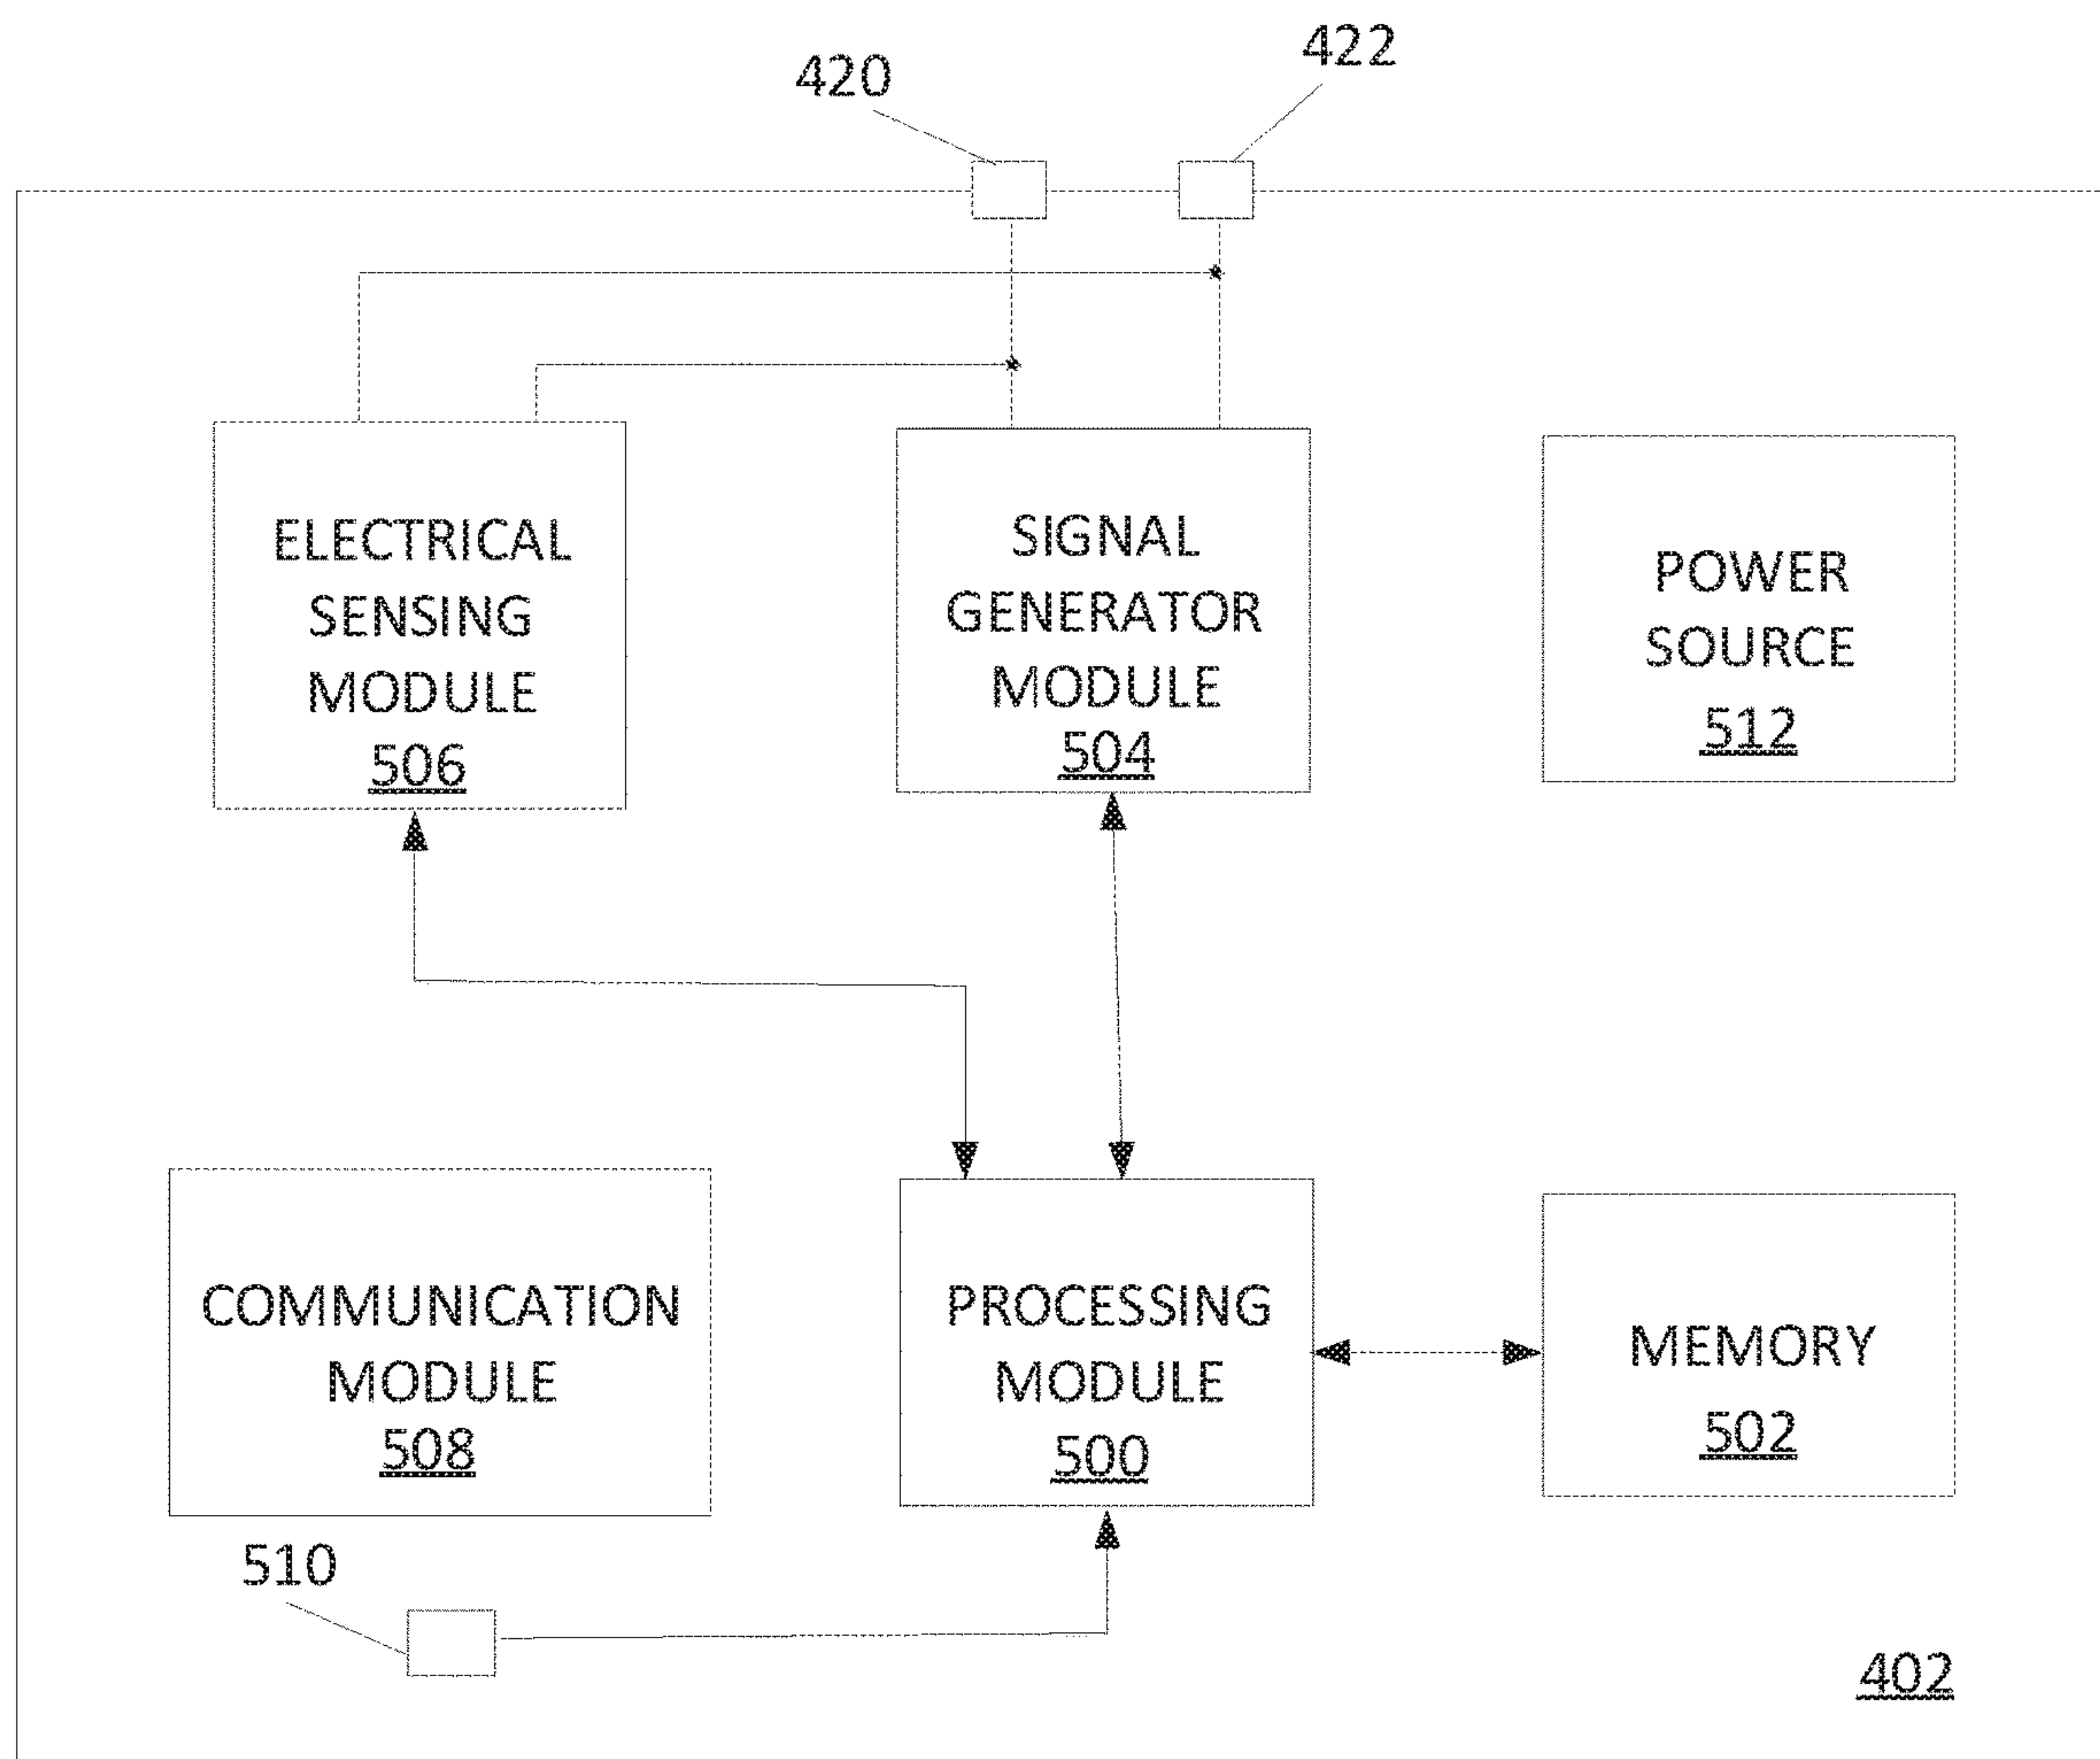 420
422
ELECTRICAL
SENSING
MODULE
506
SIGNAL
GENERATOR
MODULE
504
POWER
SOURCE
512
COMMUNICATION
MODULE
508
PROCESSING
MODULE
500
MEMORY
502
510
402